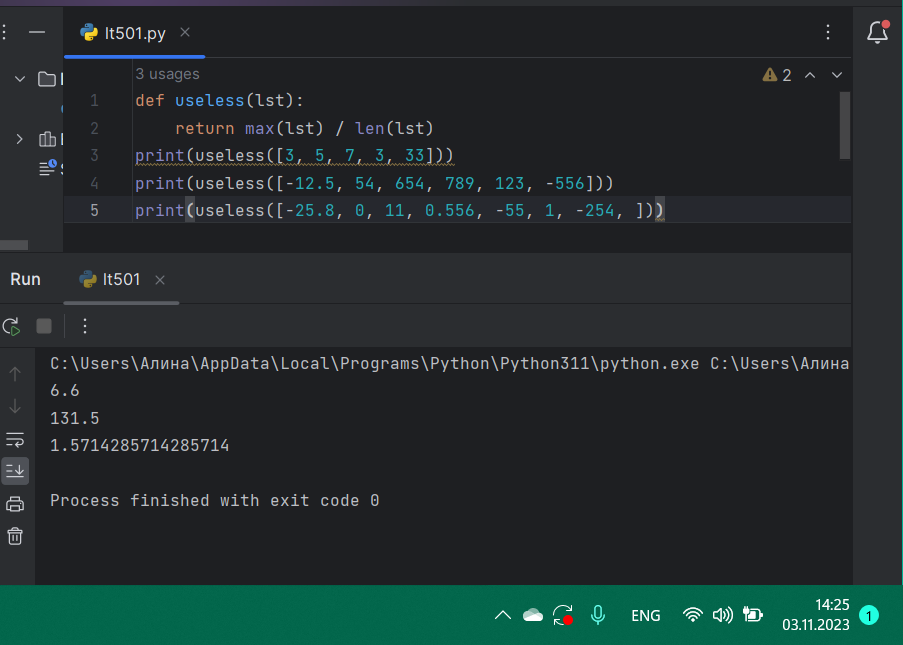 lt501.py
3 usages
2
1 def useless(lst):
2 return max(lst) / len(lst)
3 print(useless([3, 5, 7, 3, 33]))
4 print(useless([-12.5, 54, 654, 789, 123, -556]))
5 print(useless([-25.8, 0, 11, 0.556, -55, 1, -254, ]))
Run lt501
C:\Users\Алина\AppData\Local\Programs\Python\Python311\python.exe C:\Users\Алина
6.6
131.5
1.5714285714285714
Process finished with exit code 0
ENG
14:25
03.11.2023
1